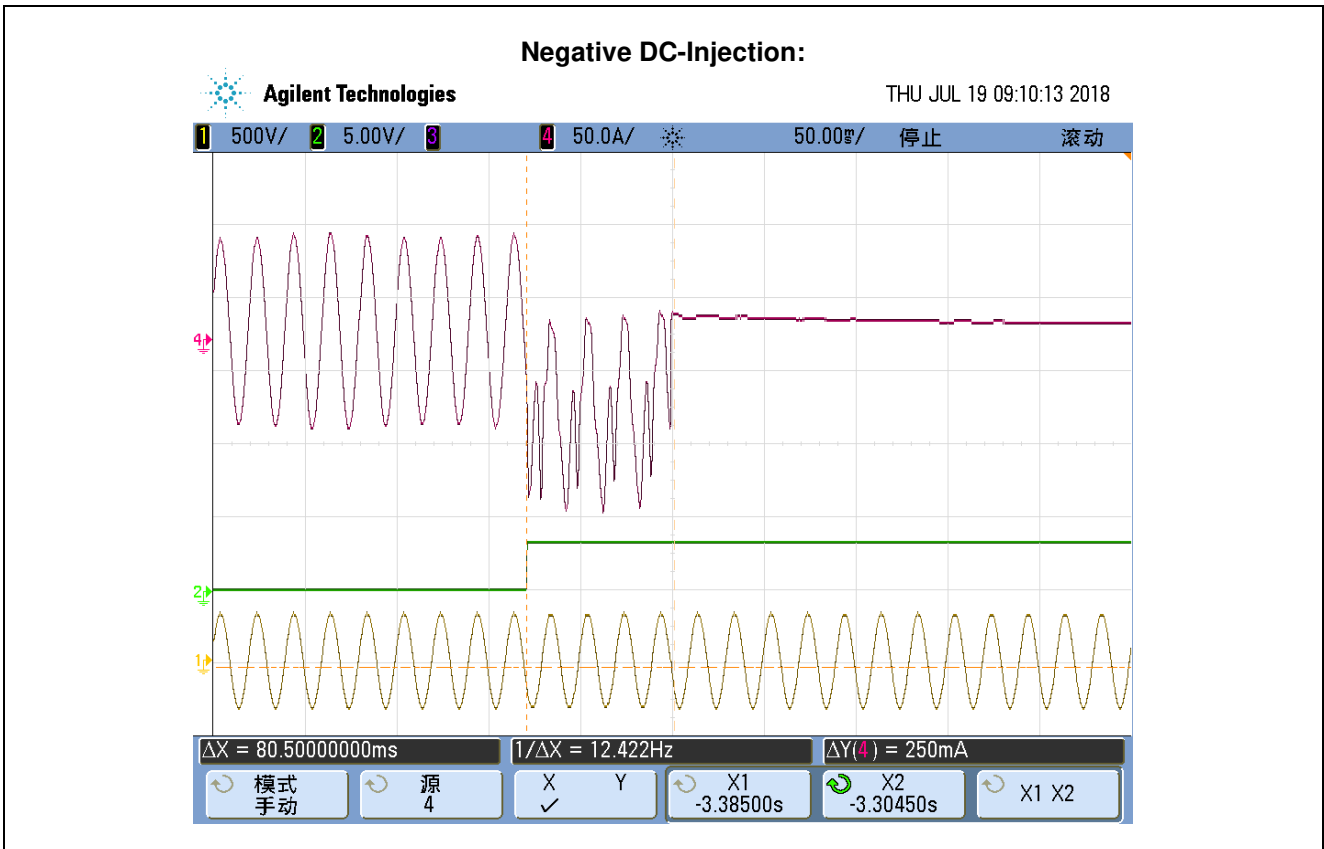 Negative DC-Injection:
Agilent Technologies
THU JUL 19 09:10:13 2018
1 500V/ 2 5.00V/ 3 4 50.0A/ 50.00㎳/ 停止 滚动
4
2
1
ΔX = 80.50000000ms 1/ΔX = 12.422Hz ΔY(4) = 250mA
模式 源 X Y X1 X2 X1 X2
手动 4 ✓ -3.38500s -3.30450s